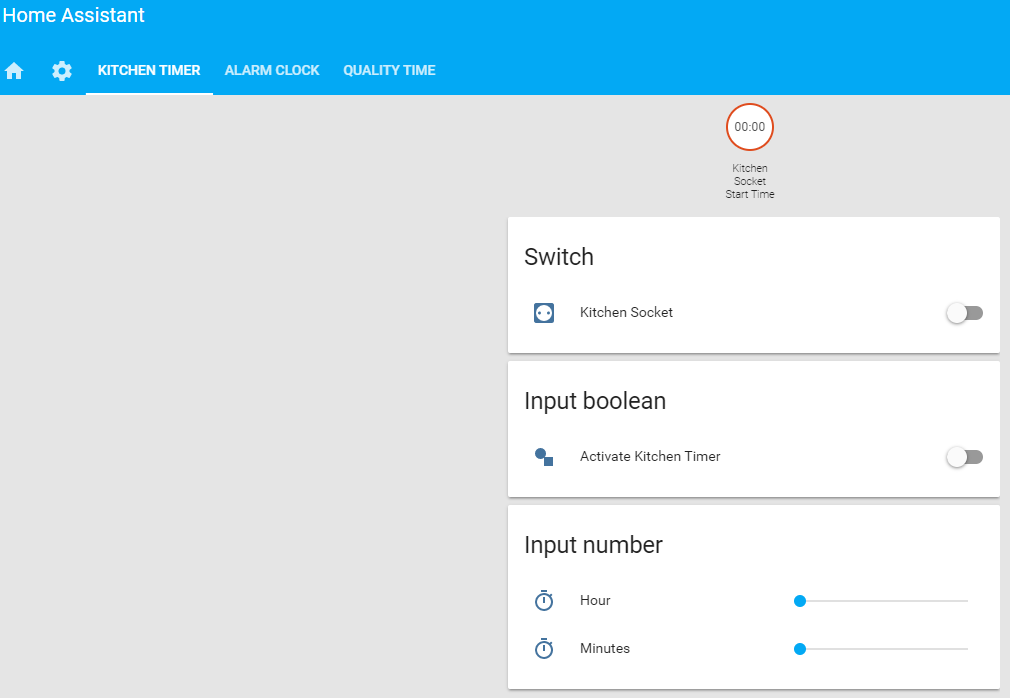 Home Assistant
KITCHEN TIMER ALARM CLOCK QUALITY TIME
00:00
Kitchen
Socket
Start Time
Switch
Kitchen Socket
Input boolean
Activate Kitchen Timer
Input number
Hour
Minutes